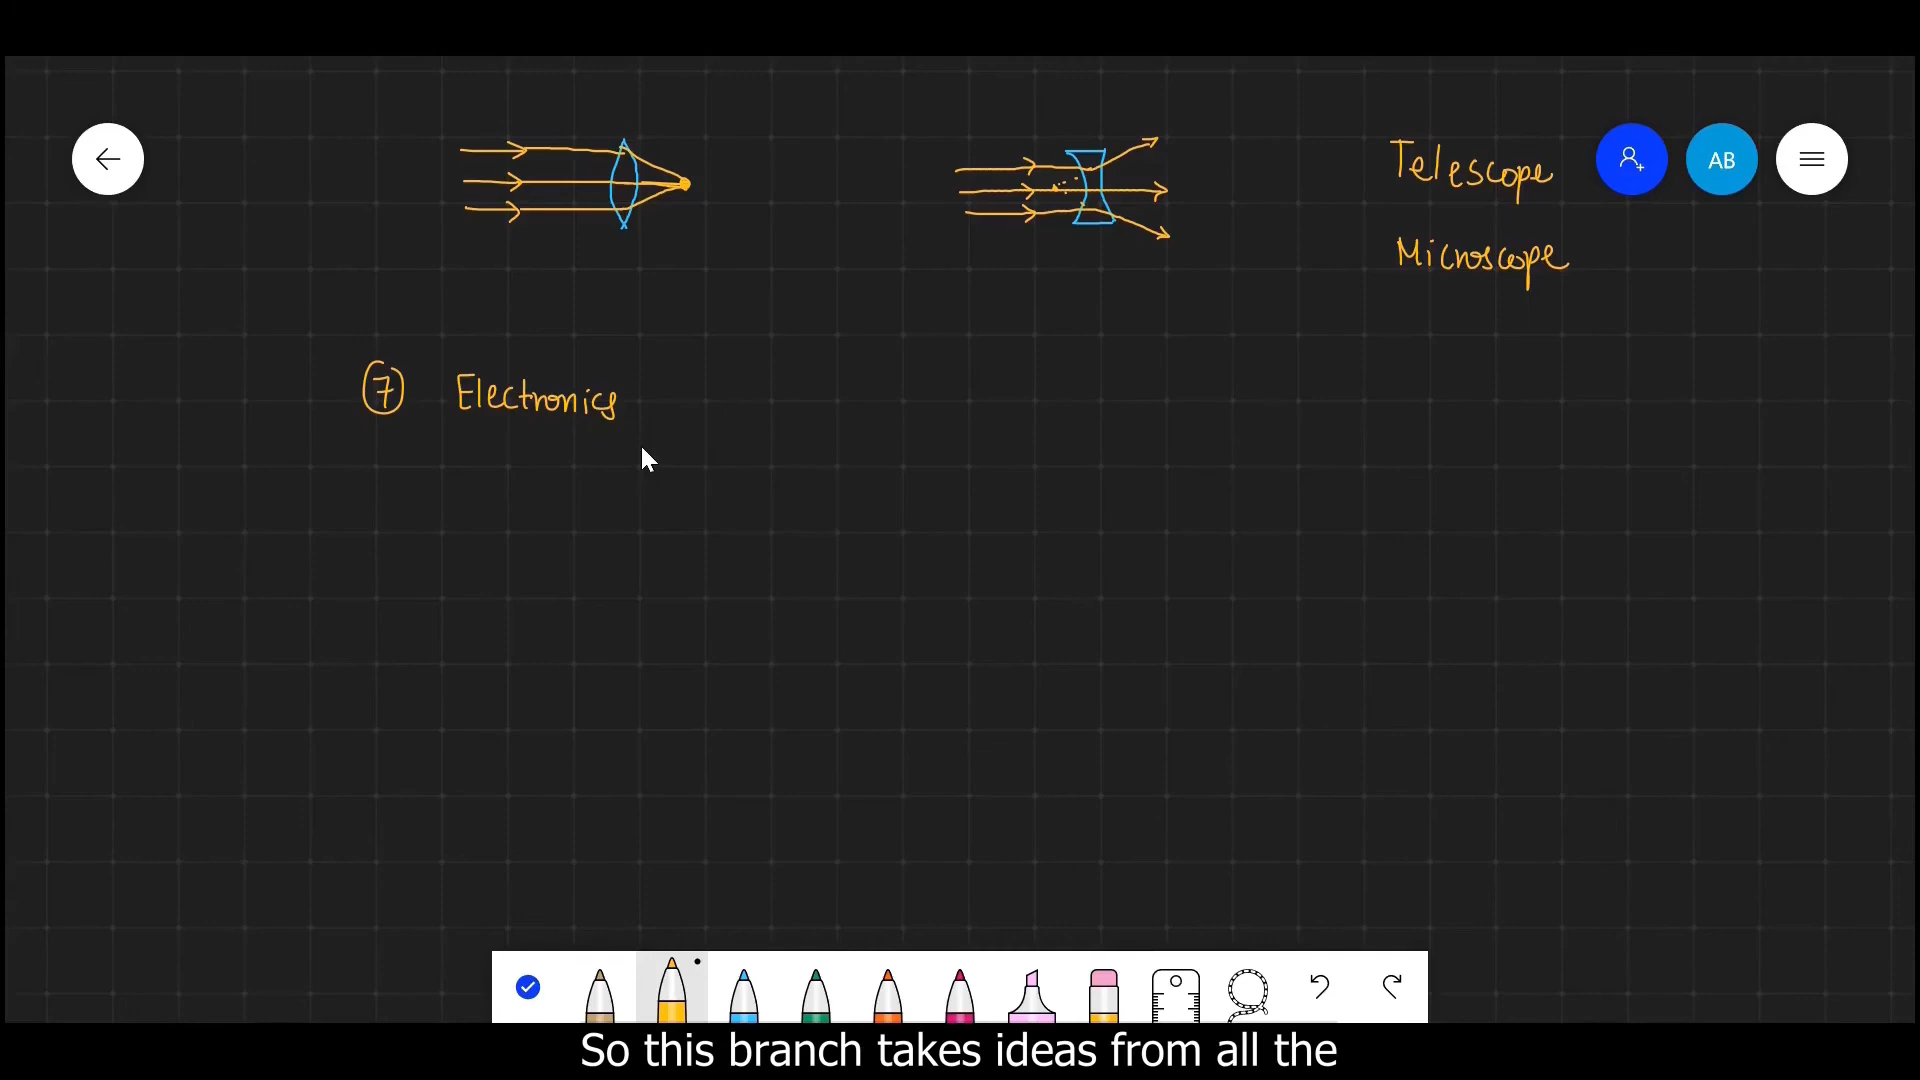 Telescope
AB
Microscope
7 Electronics
So this branch takes ideas from all the